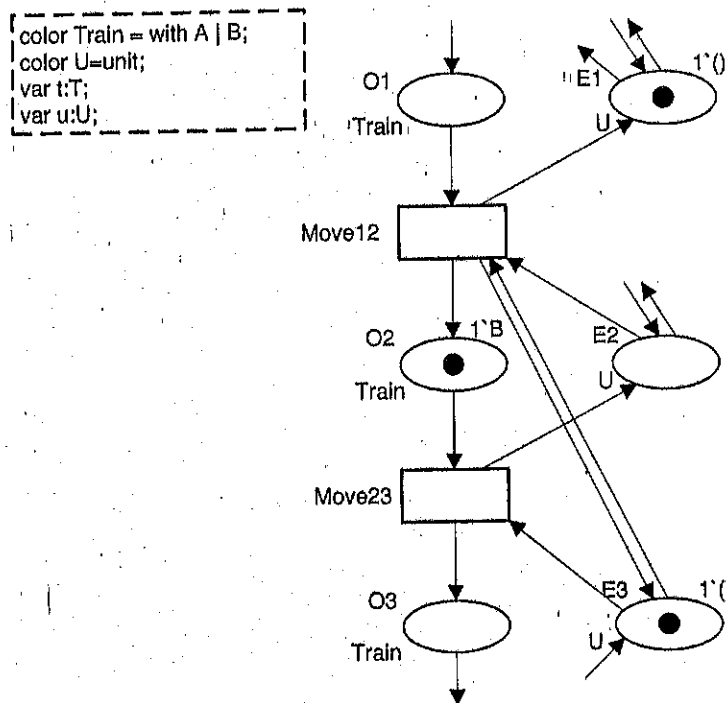 color Train = with A | B;
color U=unit;
var t:T;
var u:U;
O1
Train
E1
1`()
U
Move12
O2
1`B
Train
E2
U
Move23
O3
Train
E3
1`(
U